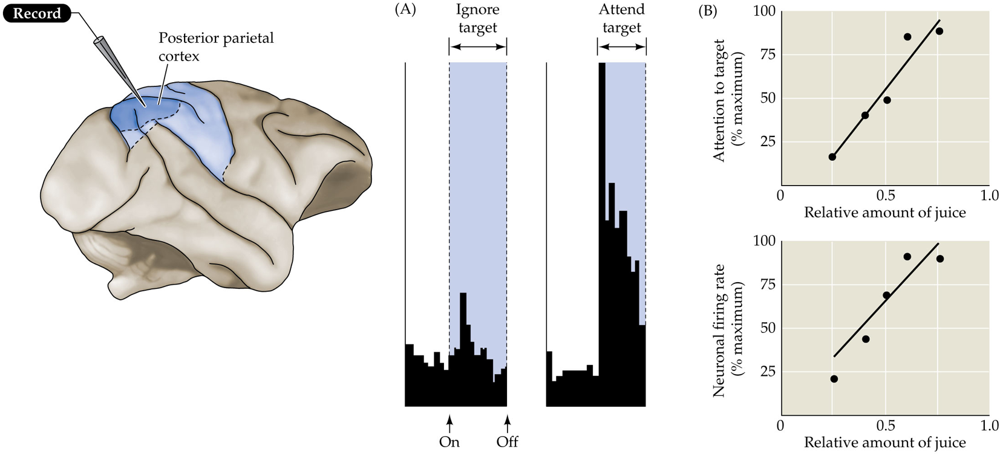 Record
Posterior parietal
cortex
(A)
Ignore
target
Attend
target
On
Off
(B)
Attention to target
(% maximum)
100
75
50
25
0
0.5
1.0
Relative amount of juice
Neuronal firing rate
(% maximum)
100
75
50
25
0
0.5
1.0
Relative amount of juice